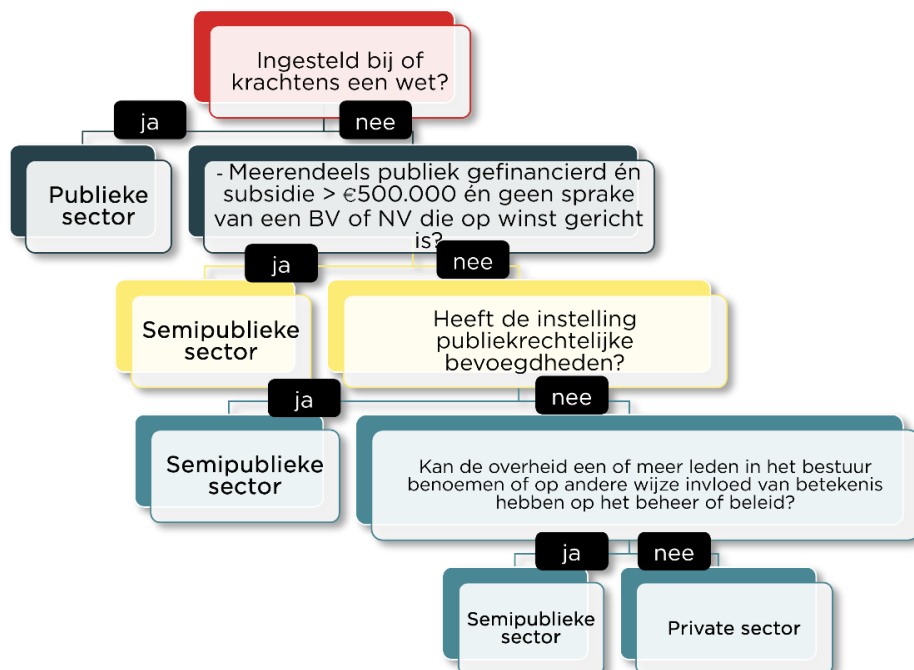 Ingesteld bij of
krachtens een wet?
ja
nee
Publieke
sector
- Meerendeels publiek gefinancierd én
subsidie > €500.000 én geen sprake
van een BV of NV die op winst gericht
is?
ja
nee
Semipublieke
sector
Heeft de instelling
publiekrechtelijke
bevoegdheden?
ja
nee
Semipublieke
sector
Kan de overheid een of meer leden in het bestuur
benoemen of op andere wijze invloed van betekenis
hebben op het beheer of beleid?
ja
nee
Semipublieke
sector
Private sector